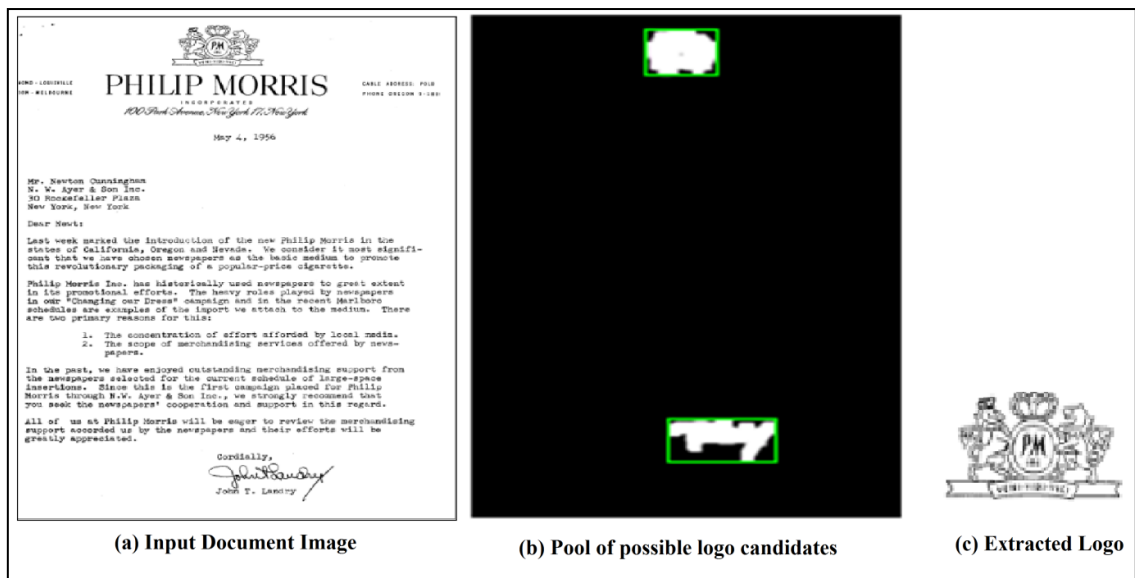 PM
PHILIP MORRIS
INCORPORATED
100 Park Avenue, New York 17, New York
CABLE ADDRESS: POLO
PHONE OREGON
May 4, 1956
Mr. Newton Cunningham
N. W. Ayer & Son Inc.
30 Rockefeller Plaza
New York, New York
Dear Newt:
Last week marked the introduction of the new Philip Morris in the
states of California, Oregon and Nevada. We consider it most signifi-
cant that we have chosen newspapers as the basic medium to promote
this revolutionary packaging of a popular-price cigarette.
Philip Morris Inc. has historically used newspapers to great extent
in its promotional efforts. The heavy roles played by newspapers
in our "Changing our Dress" campaign and in the recent Marlboro
schedules are examples of the import we attach to the medium. There
are two primary reasons for this:
1. The concentration of effort afforded by local media.
2. The scope of merchandising services offered by news-
papers.
In the past, we have enjoyed outstanding merchandising support from
the newspapers selected for the current schedule of large-space
insertions. Since this is the first campaign placed for Philip
Morris through N.W. Ayer & Son Inc., we strongly recommend that
you seek the newspapers' cooperation and support in this regard.
All of us at Philip Morris will be eager to review the merchandising
support accorded us by the newspapers and their efforts will be
greatly appreciated.
Cordially,
John T. Landry
John T. Landry
(a) Input Document Image
(b) Pool of possible logo candidates
PM
(c) Extracted Logo